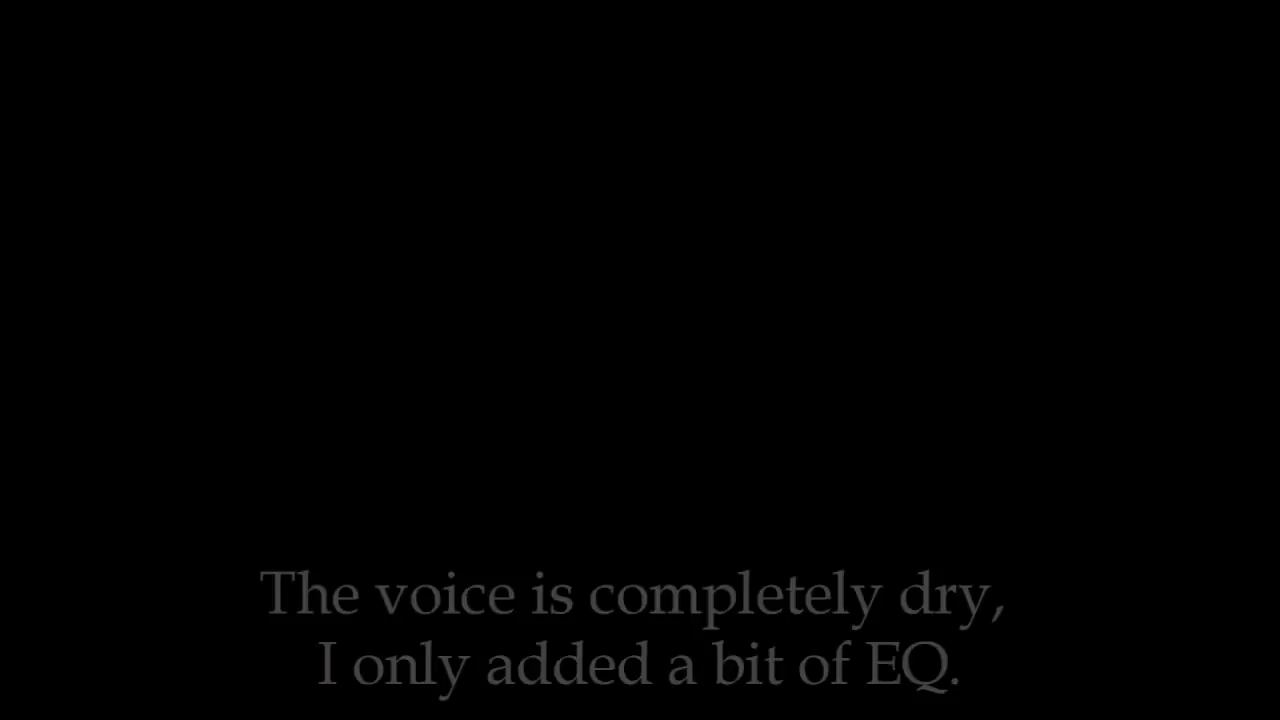 The voice is completely dry,
I only added a bit of EQ.